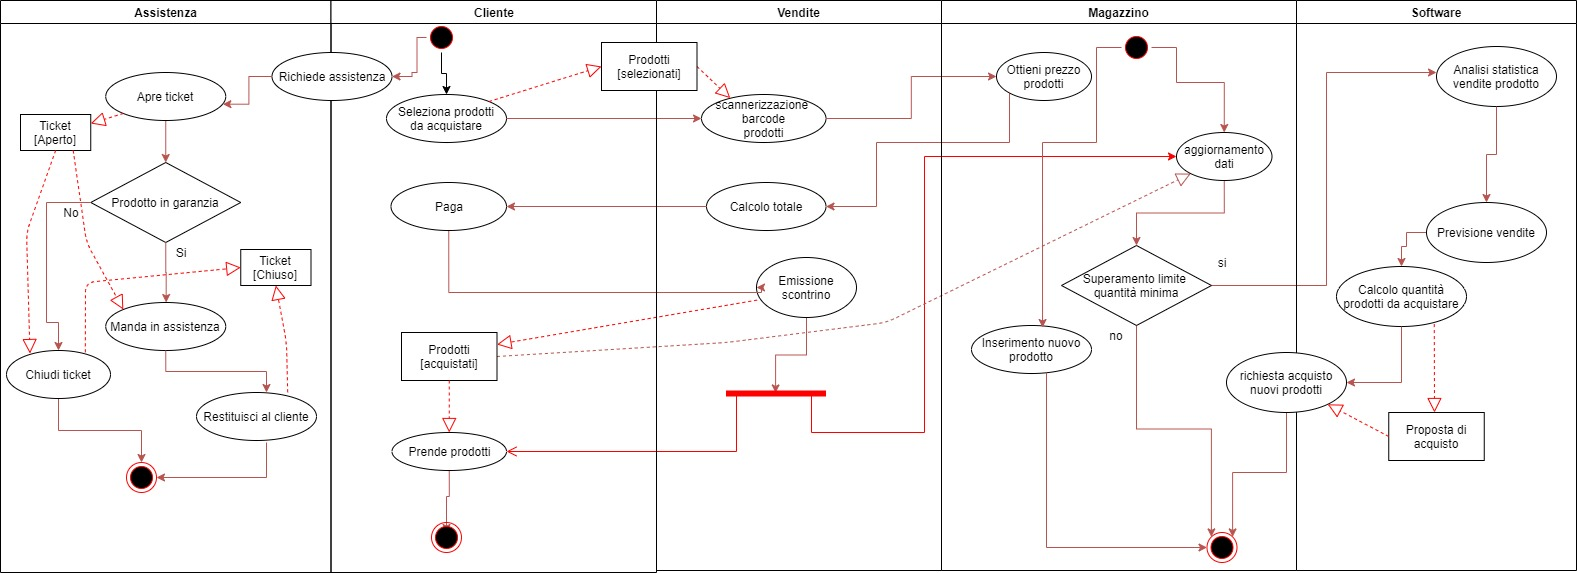 Assistenza
Cliente
Vendite
Magazzino
Software
Richiede assistenza
Apre ticket
Ticket
[Aperto]
Prodotto in garanzia
No
Si
Ticket
[Chiuso]
Manda in assistenza
Chiudi ticket
Restituisci al cliente
Seleziona prodotti
da acquistare
Prodotti
[selezionati]
Paga
Prodotti
[acquistati]
Prende prodotti
scannerizzazione
barcode
prodotti
Calcolo totale
Emissione
scontrino
Ottieni prezzo
prodotti
aggiornamento
dati
Superamento limite
quantità minima
si
no
Inserimento nuovo
prodotto
Analisi statistica
vendite prodotto
Previsione vendite
Calcolo quantità
prodotti da acquistare
richiesta acquisto
nuovi prodotti
Proposta di
acquisto